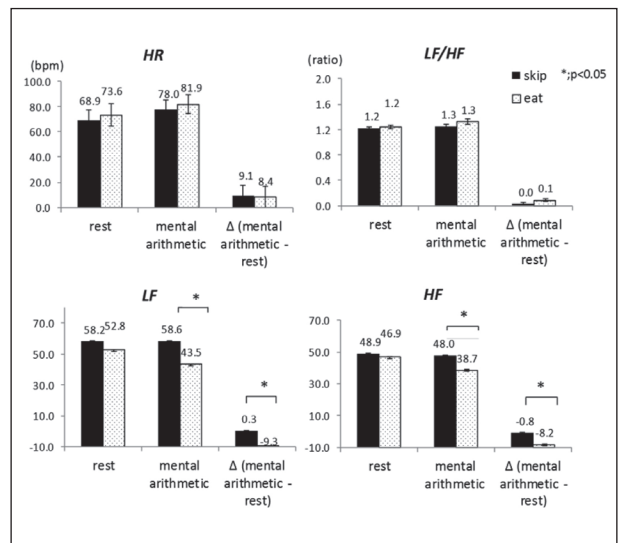 HR
(bpm)
100.0
80.0
60.0
40.0
20.0
0.0
68.9 73.6
78.0 81.9
9.1 8.4
rest
mental arithmetic
Δ (mental arithmetic - rest)
LF/HF
(ratio)
2.0
1.6
1.2
0.8
0.4
0.0
skip *;p<0.05
eat
1.2 1.2
1.3 1.3
0.0 0.1
rest
mental arithmetic
Δ (mental arithmetic - rest)
LF
70.0
50.0
30.0
10.0
-10.0
58.2 52.8
*
58.6 43.5
*
0.3 -9.3
rest
mental arithmetic
Δ (mental arithmetic - rest)
HF
70.0
50.0
30.0
10.0
-10.0
48.9 46.9
*
48.0 38.7
*
-0.8 -8.2
rest
mental arithmetic
Δ (mental arithmetic - rest)